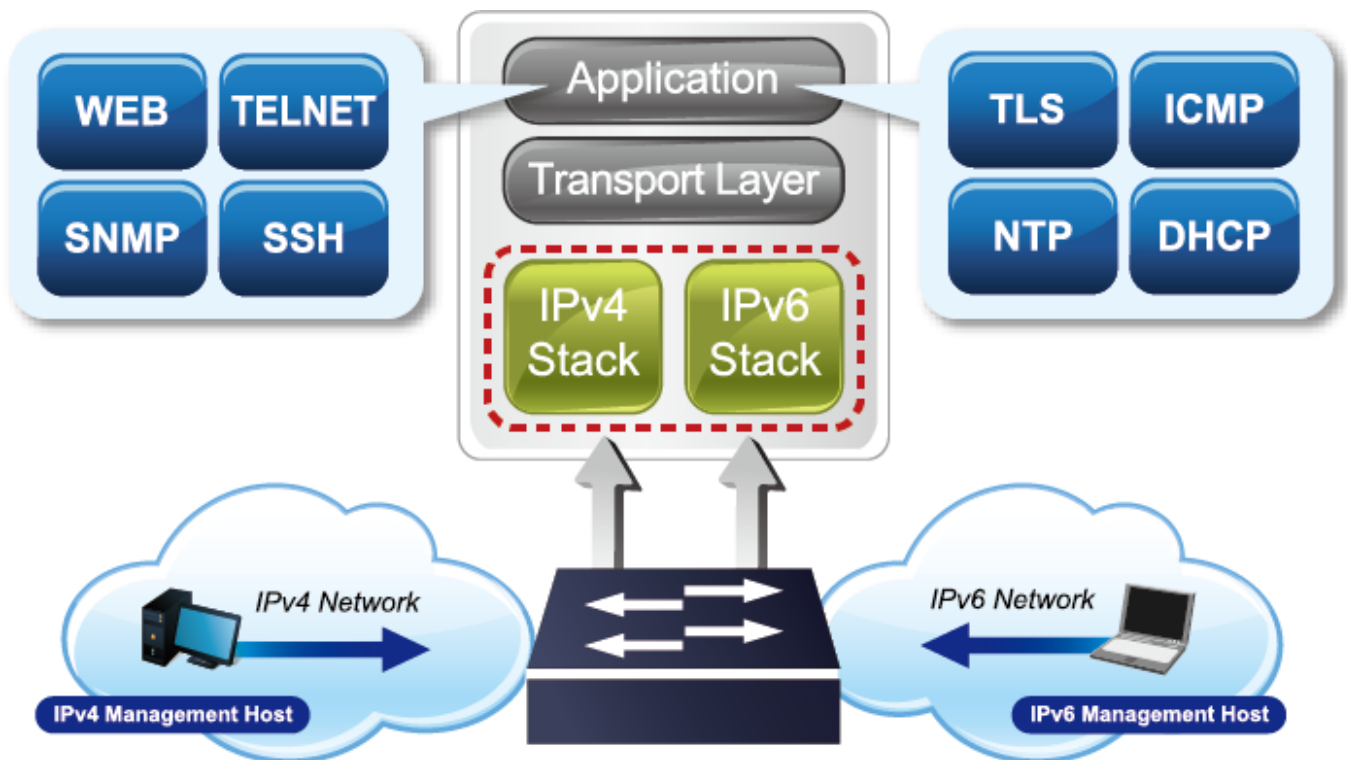 WEB
TELNET
SNMP
SSH
Application
Transport Layer
IPv4
Stack
IPv6
Stack
TLS
ICMP
NTP
DHCP
IPv4 Network
IPv4 Management Host
IPv6 Network
IPv6 Management Host